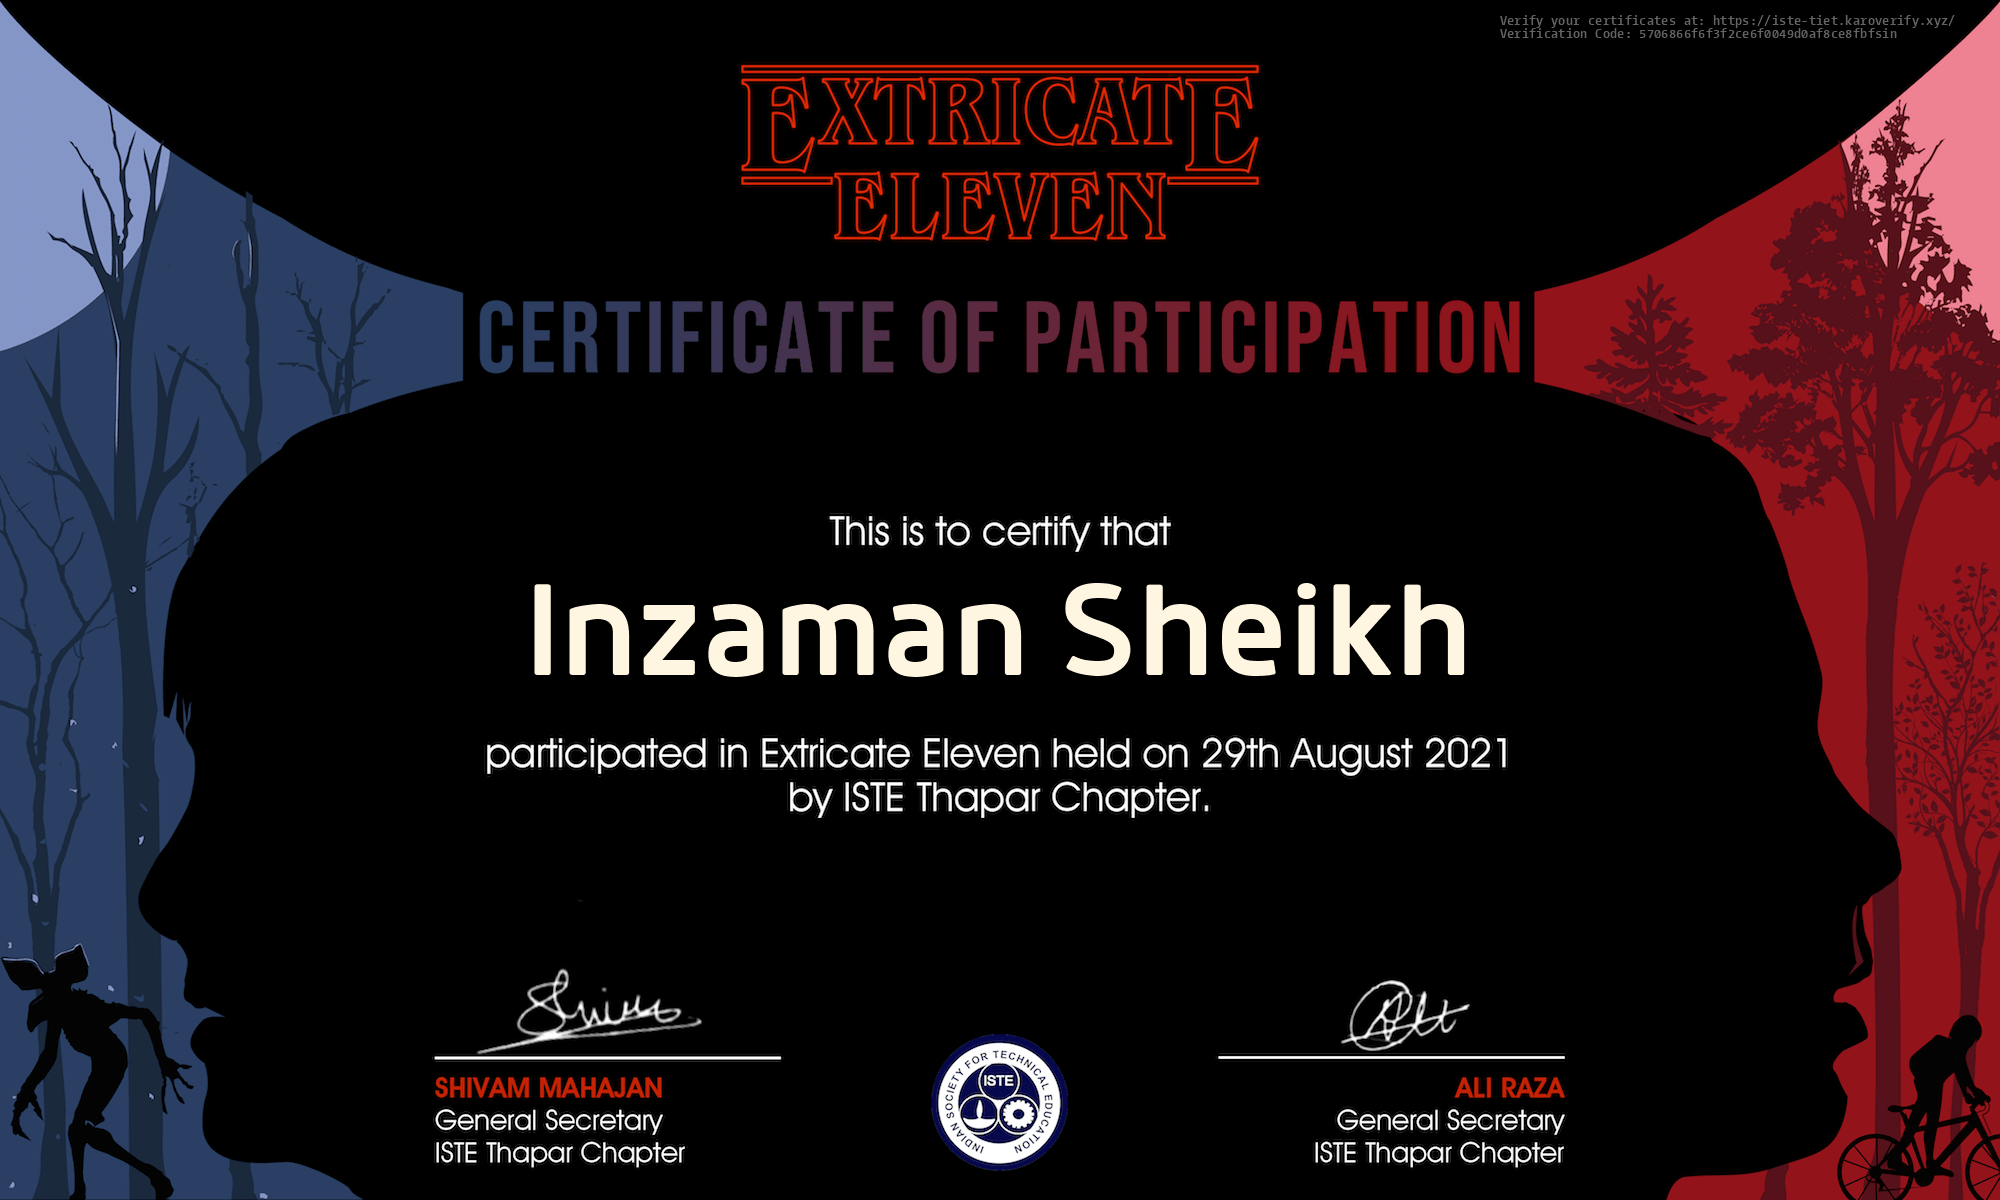 Verify your certificates at: https://iste-tiet.karoverify.xyz/
Verification Code: 5706866f6f3f2ce6f0049d0af8ce8fbfsin
EXTRICATE
ELEVEN
CERTIFICATE OF PARTICIPATION
This is to certify that
Inzaman Sheikh
participated in Extricate Eleven held on 29th August 2021
by ISTE Thapar Chapter.
SHIVAM MAHAJAN
General Secretary
ISTE Thapar Chapter
INDIAN SOCIETY FOR TECHNICAL EDUCATION
ISTE
ALI RAZA
General Secretary
ISTE Thapar Chapter